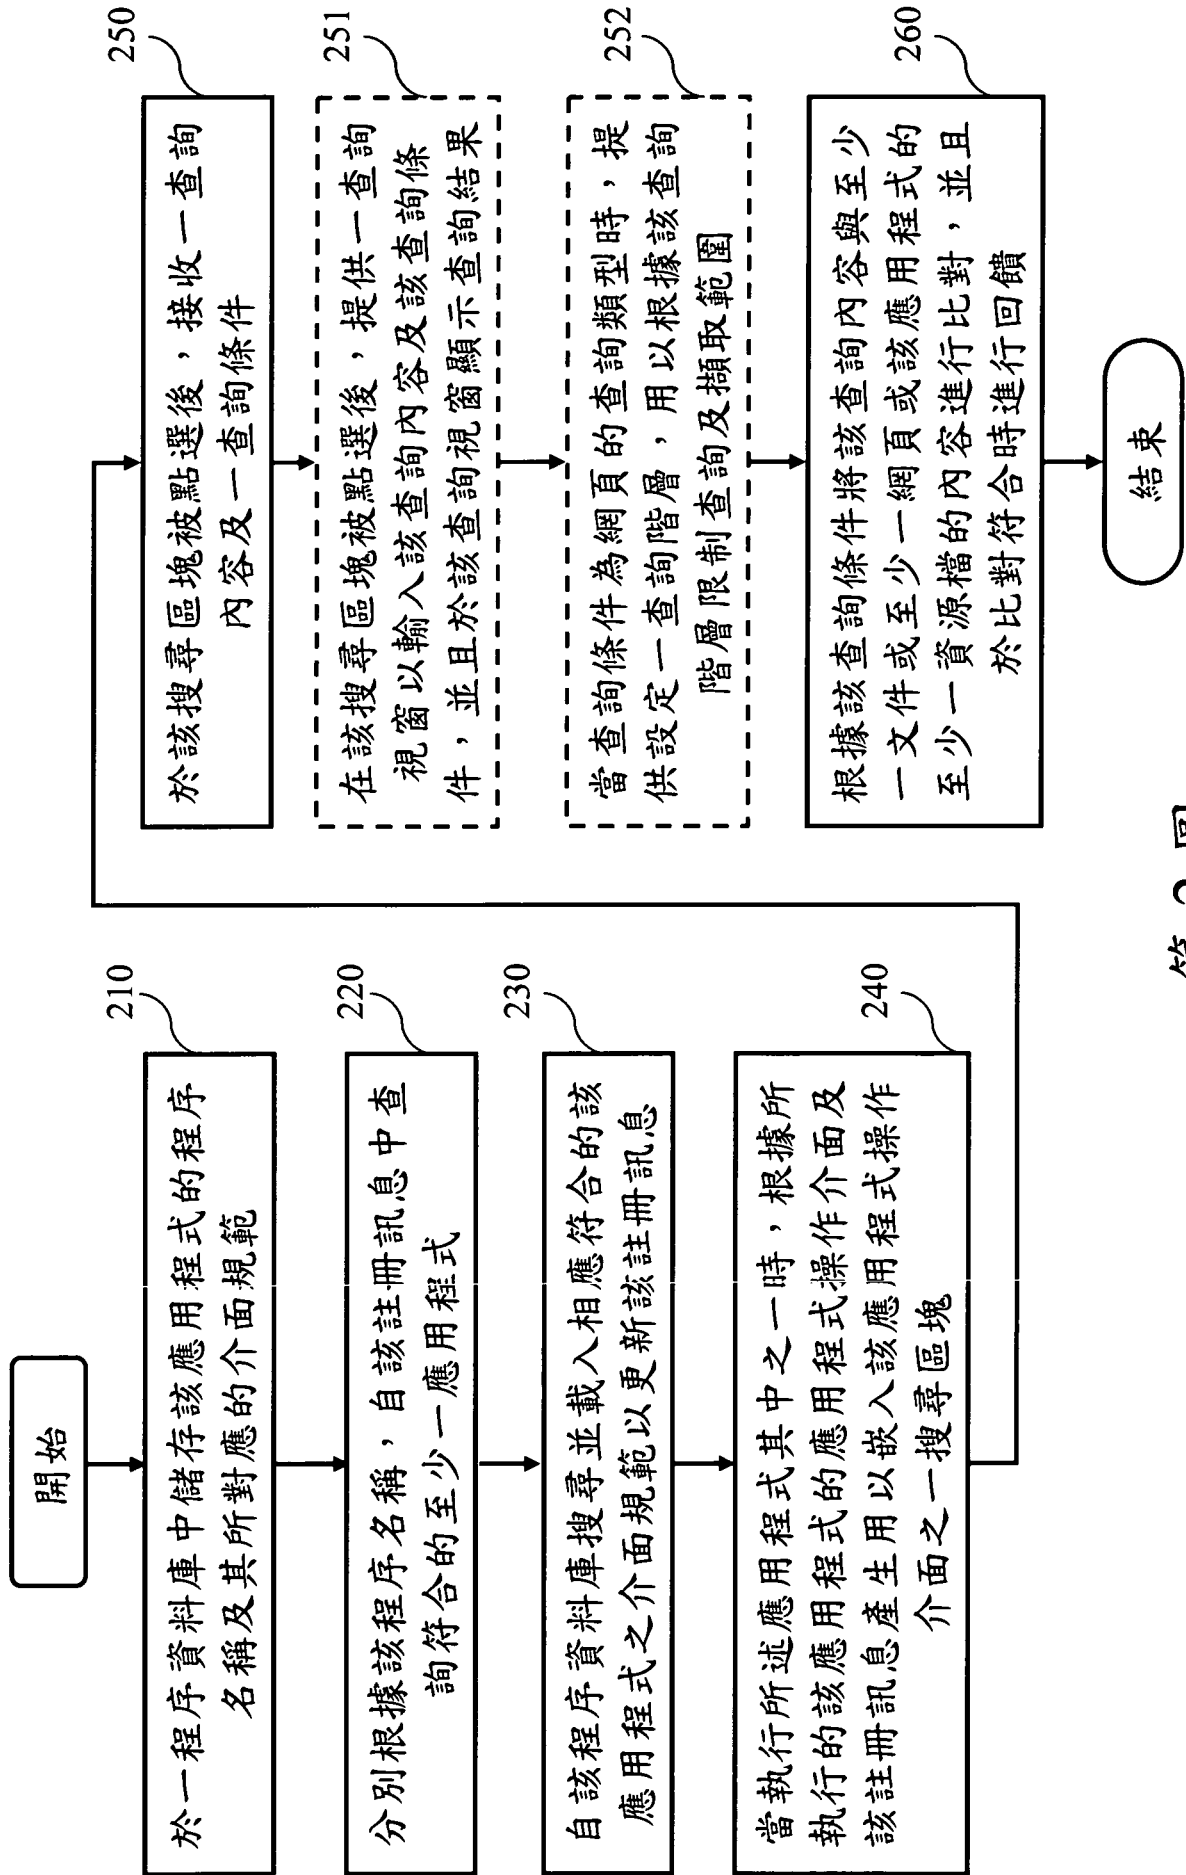 開始
210
於一程序資料庫中儲存該應用程式的程序
名稱及其所對應的介面規範
220
分別根據該程序名稱，自該註冊訊息中查
詢符合的至少一應用程式
230
自該程序資料庫搜尋並載入相應符合的該
應用程式之介面規範以更新該註冊訊息
240
當執行所述應用程式其中之一時，根據所
執行的該應用程式的應用程式操作介面及
該註冊訊息產生用以嵌入該應用程式操作
介面之一搜尋區塊
250
於該搜尋區塊被點選後，接收一查詢
內容及一查詢條件
251
在該搜尋區塊被點選後，提供一查詢
視窗以輸入該查詢內容及該查詢條
件，並且於該查詢視窗顯示查詢結果
252
當查詢條件為網頁的查詢類型時，提
供設定一查詢階層，用以根據該查詢
階層限制查詢及擷取範圍
260
根據該查詢條件將該查詢內容與至少
一文件或至少一網頁或該應用程式的
至少一資源檔的內容進行比對，並且
於比對符合時進行回饋
結束
第 2 圖